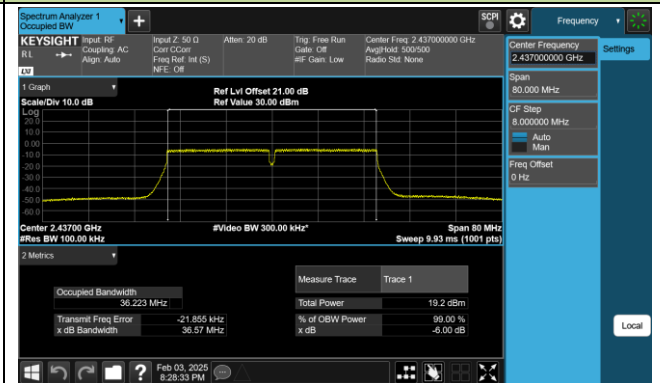 Spectrum Analyzer 1
Occupied BW
SCPI
Frequency
KEYSIGHT
Input: RF
Coupling: AC
Align: Auto
Input Z: 50 Ω
Corr CCorr
Freq Ref: Int (S)
NFE: Off
Atten: 20 dB
Trig: Free Run
Gate: Off
#IF Gain: Low
Center Freq: 2.437000000 GHz
Avg|Hold: 500/500
Radio Std: None
RL
LXI
Center Frequency
2.437000000 GHz
Settings
Span
80.000 MHz
CF Step
8.000000 MHz
Auto
Man
Freq Offset
0 Hz
Local
1 Graph
Scale/Div 10.0 dB
Ref Lvl Offset 21.00 dB
Ref Value 30.00 dBm
Log
20.0
10.0
0.00
-10.0
-20.0
-30.0
-40.0
-50.0
-60.0
Center 2.43700 GHz
#Res BW 100.00 kHz
#Video BW 300.00 kHz*
Span 80 MHz
Sweep 9.93 ms (1001 pts)
2 Metrics
Measure Trace
Trace 1
Occupied Bandwidth
36.223 MHz
Total Power
19.2 dBm
Transmit Freq Error
-21.855 kHz
% of OBW Power
99.00 %
x dB Bandwidth
36.57 MHz
x dB
-6.00 dB
?
Feb 03, 2025
8:28:33 PM